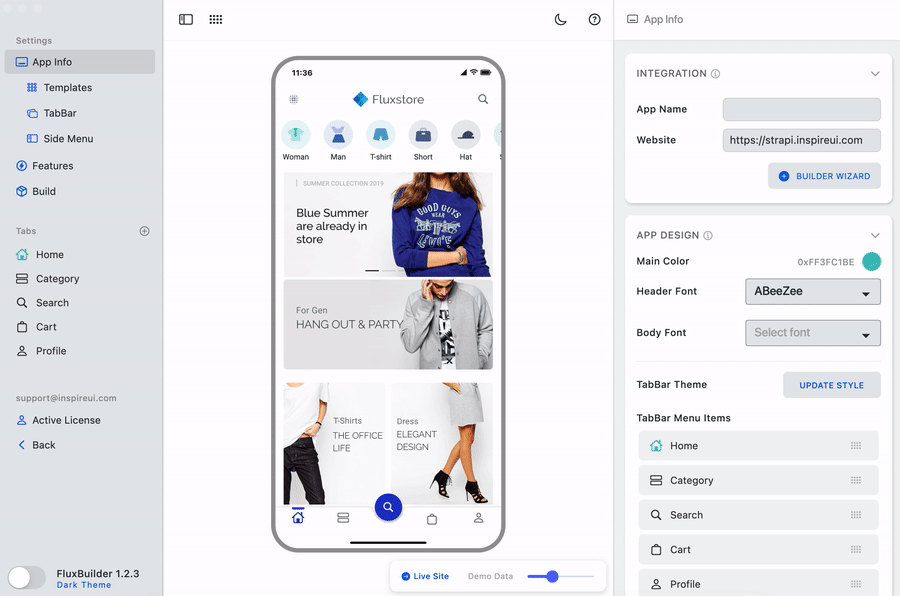 Settings
App Info
Templates
TabBar
Side Menu
Features
Build
Tabs
Home
Category
Search
Cart
Profile
support@inspireui.com
Active License
Back
FluxBuilder 1.2.3
Dark Theme
11:36
Fluxstore
Woman
Man
T-shirt
Short
Hat
SUMMER COLLECTION 2019
Blue Summer
are already in
store
GOOD GUYS
WEAR
For Gen
HANG OUT & PARTY
T-Shirts
THE OFFICE
LIFE
Dress
ELEGANT
DESIGN
Live Site
Demo Data
App Info
INTEGRATION
App Name
Website
https://strapi.inspireui.com
BUILDER WIZARD
APP DESIGN
Main Color
0xFF3FC1BE
Header Font
ABeeZee
Body Font
Select font
TabBar Theme
UPDATE STYLE
TabBar Menu Items
Home
Category
Search
Cart
Profile